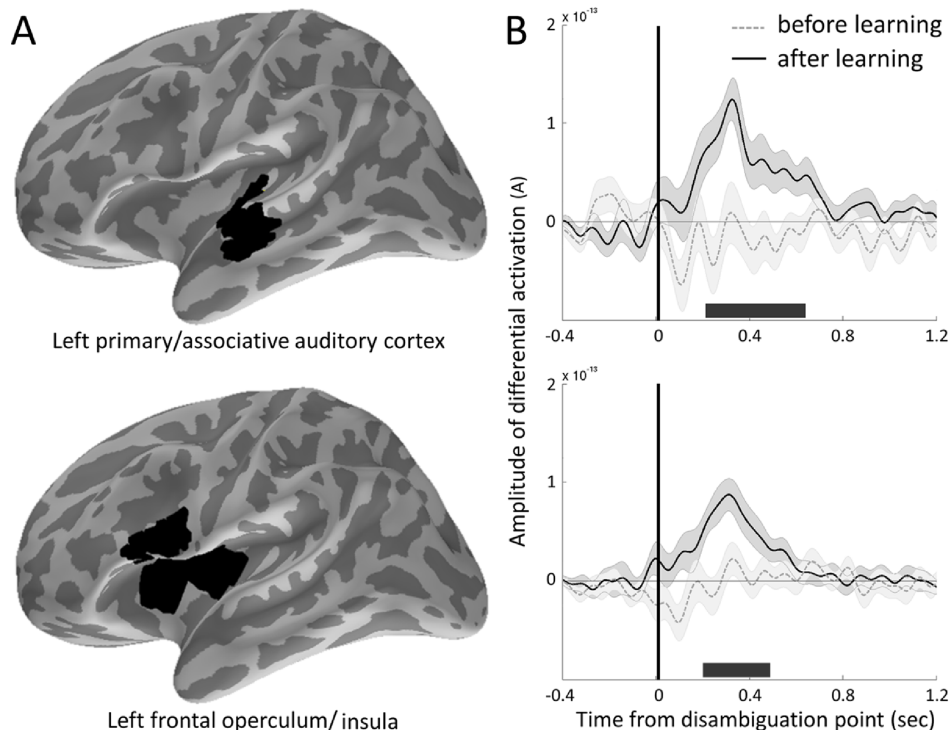 A
Left primary/associative auditory cortex
Left frontal operculum/insula
B
Amplitude of differential activation (A)
x 10⁻¹³
before learning
after learning
2
1
0
-0.4
0
0.4
0.8
1.2
x 10⁻¹³
2
1
0
-0.4
0
0.4
0.8
1.2
Time from disambiguation point (sec)